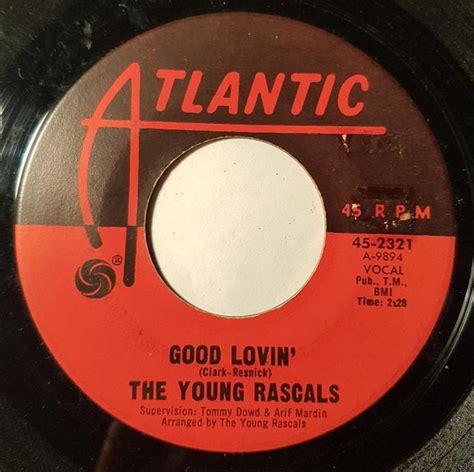 ATLANTIC
®
45 RPM
45-2321
A-9894
VOCAL
Pub., T.M.,
BMI
Time: 2:28
GOOD LOVIN'
(Clark-Resnick)
THE YOUNG RASCALS
Supervision: Tommy Dowd & Arif Mardin
Arranged by The Young Rascals